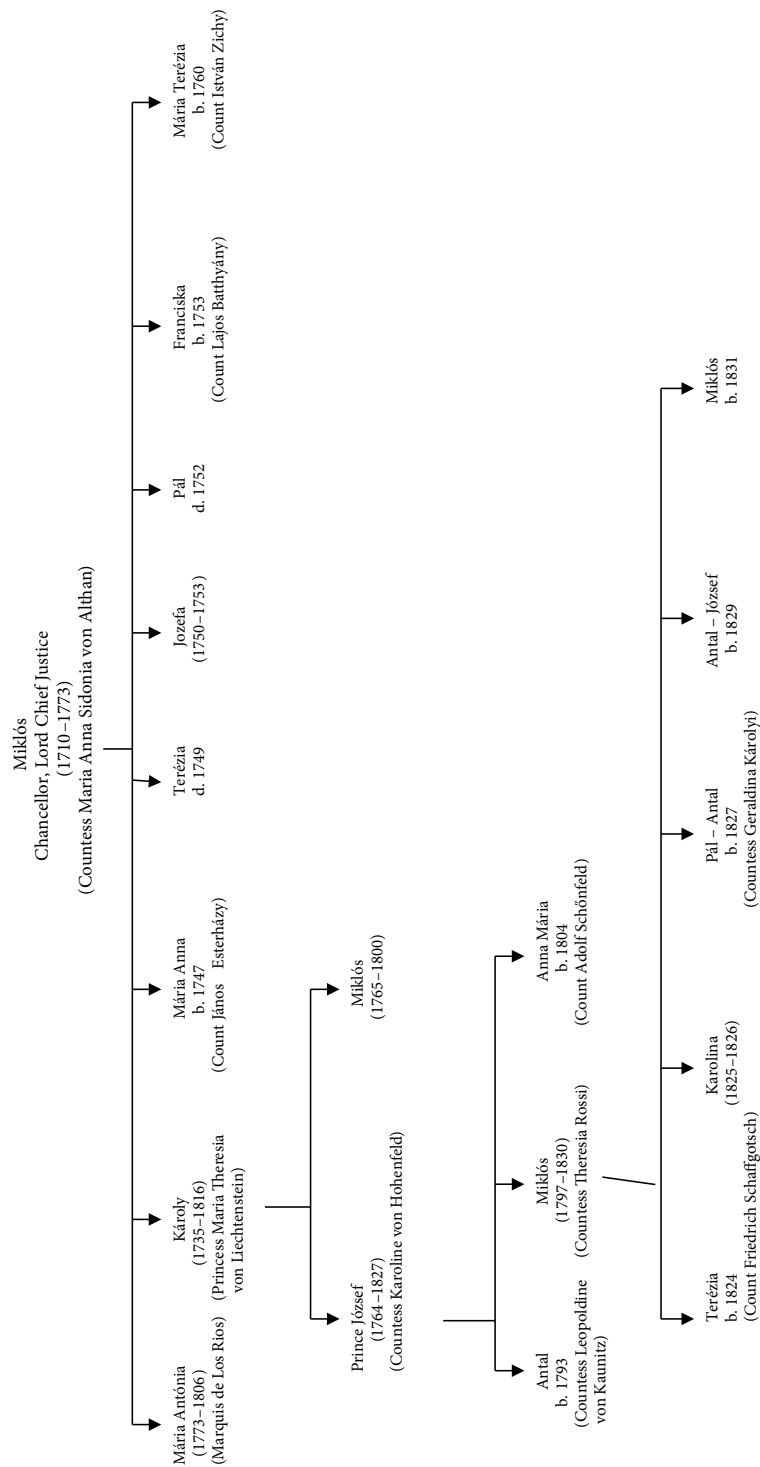 Miklós
Chancellor, Lord Chief Justice
(1710–1773)
(Countess Maria Anna Sidonia von Althan)
Mária Antónia
(1773–1806)
(Marquis de Los Rios)
Károly
(1735–1816)
(Princess Maria Theresia
von Liechtenstein)
Mária Anna
b. 1747
(Count János Esterházy)
Terézia
d. 1749
Jozefa
(1750–1753)
Pál
d. 1752
Franciska
b. 1753
(Count Lajos Batthyány)
Mária Terézia
b. 1760
(Count István Zichy)
Prince József
(1764–1827)
(Countess Karoline von Hohenfeld)
Miklós
(1765–1800)
Antal
b. 1793
(Countess Leopoldine
von Kaunitz)
Miklós
(1797–1830)
(Countess Theresia Rossi)
Anna Mária
b. 1804
(Count Adolf Schőnfeld)
Terézia
b. 1824
(Count Friedrich Schaffgotsch)
Karolina
(1825–1826)
Pál – Antal
b. 1827
(Countess Geraldina Károlyi)
Antal – József
b. 1829
Miklós
b. 1831